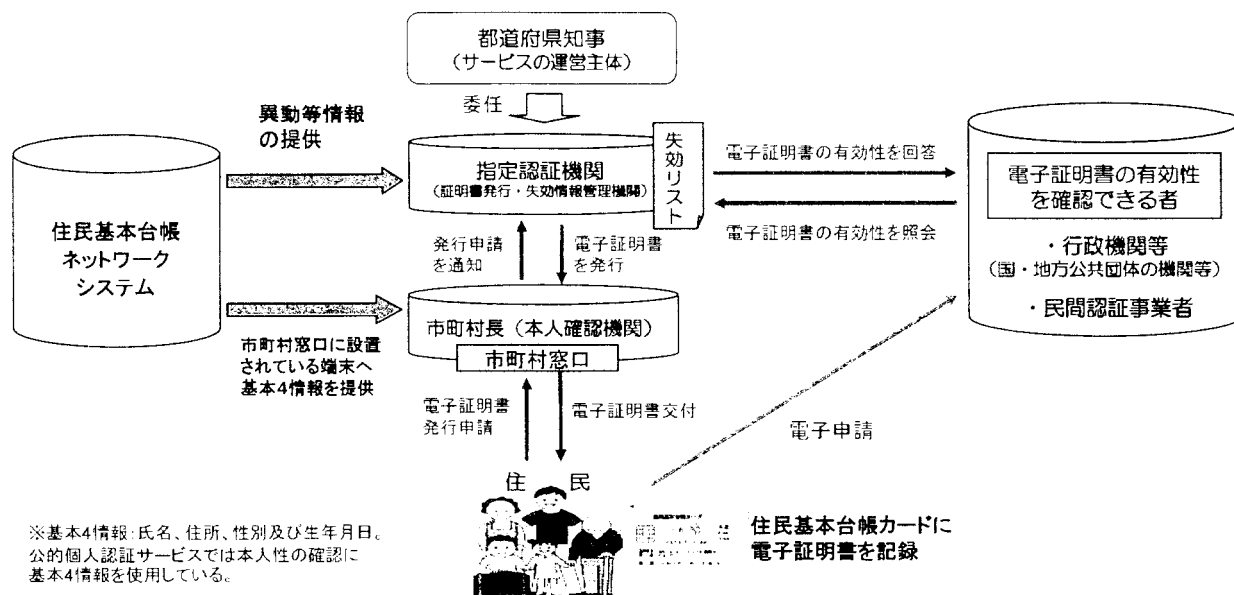 都道府県知事
（サービスの運営主体）
委任
異動等情報
の提供
指定認証機関
（証明書発行・失効情報管理機関）
失効リスト
電子証明書の有効性を回答
電子証明書の有効性を照会
電子証明書の有効性
を確認できる者
・行政機関等
（国・地方公共団体の機関等）
・民間認証事業者
住民基本台帳
ネットワーク
システム
発行申請
を通知
電子証明書
を発行
市町村長（本人確認機関）
市町村窓口
市町村窓口に設置
されている端末へ
基本4情報を提供
電子証明書
発行申請
電子証明書交付
電子申請
住 民
住民基本台帳カードに
電子証明書を記録
※基本4情報：氏名、住所、性別及び生年月日。
公的個人認証サービスでは本人性の確認に
基本4情報を使用している。